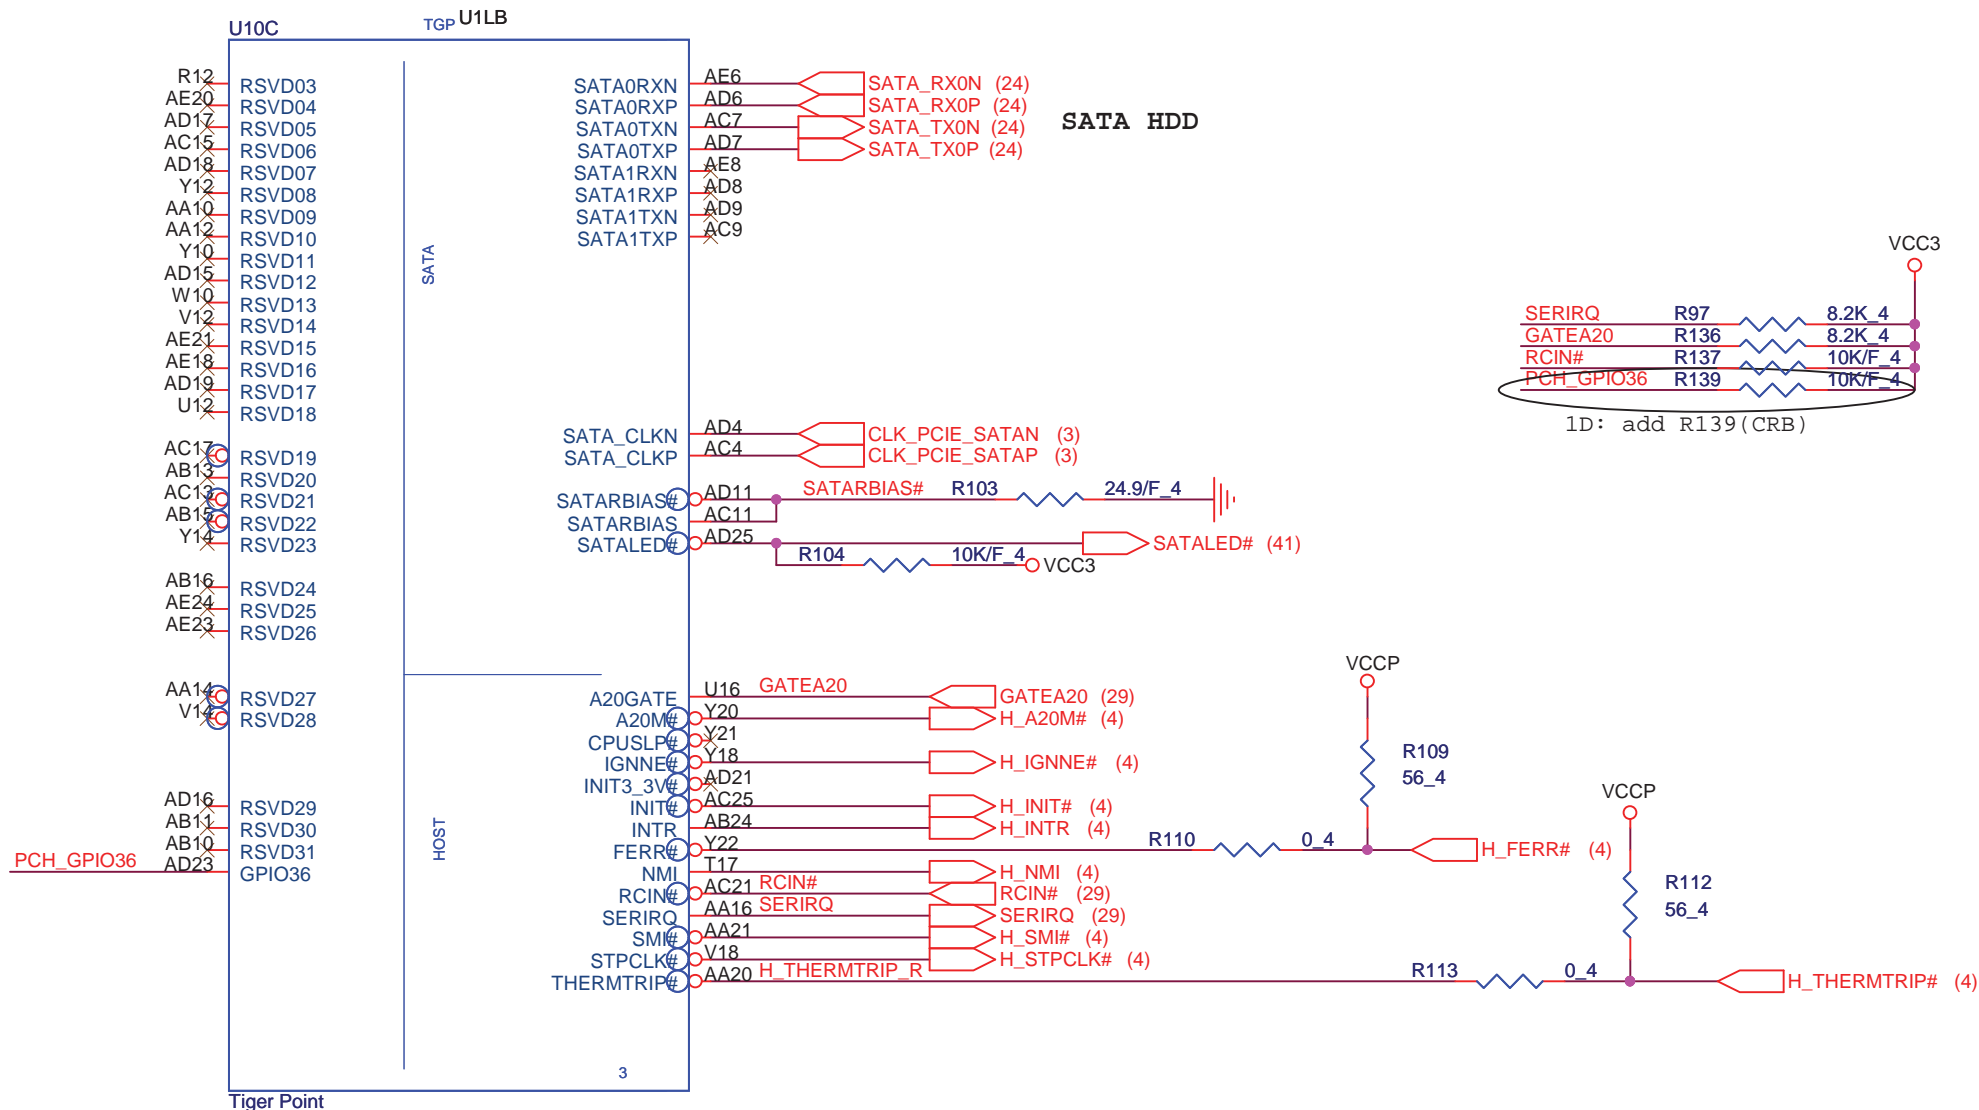 U10C
TGP U1LB
R12 RSVD03
AE20 RSVD04
AD17 RSVD05
AC15 RSVD06
AD18 RSVD07
Y12 RSVD08
AA10 RSVD09
AA12 RSVD10
Y10 RSVD11
AD15 RSVD12
W10 RSVD13
V12 RSVD14
AE21 RSVD15
AE18 RSVD16
AD19 RSVD17
U12 RSVD18
AC17 RSVD19
AB13 RSVD20
AC13 RSVD21
AB15 RSVD22
Y14 RSVD23
AB16 RSVD24
AE24 RSVD25
AE23 RSVD26
AA14 RSVD27
V14 RSVD28
AD16 RSVD29
AB11 RSVD30
AB10 RSVD31
PCH_GPIO36 AD23 GPIO36
SATA
HOST
SATA0RXN AE6 SATA_RX0N (24)
SATA0RXP AD6 SATA_RX0P (24)
SATA0TXN AC7 SATA_TX0N (24)
SATA0TXP AD7 SATA_TX0P (24)
SATA HDD
SATA1RXN AE8
SATA1RXP AD8
SATA1TXN AD9
SATA1TXP AC9
SATA_CLKN AD4 CLK_PCIE_SATAN (3)
SATA_CLKP AC4 CLK_PCIE_SATAP (3)
SATARBIAS# AD11 SATARBIAS# R103 24.9/F_4
SATARBIAS AC11
SATALED# AD25 SATALED# (41)
R104 10K/F_4 VCC3
A20GATE U16 GATEA20 GATEA20 (29)
A20M# Y20 H_A20M# (4)
CPUSLP# Y21
IGNNE# Y18 H_IGNNE# (4)
INIT3_3V# AD21
INIT# AC25 H_INIT# (4)
INTR AB24 H_INTR (4)
FERR# Y22 R110 0_4 H_FERR# (4)
NMI T17 H_NMI (4)
RCIN# AC21 RCIN# RCIN# (29)
SERIRQ AA16 SERIRQ SERIRQ (29)
SMI# AA21 H_SMI# (4)
STPCLK# V18 H_STPCLK# (4)
THERMTRIP# AA20 H_THERMTRIP_R R113 0_4 H_THERMTRIP# (4)
VCCP
R109
56_4
VCCP
R112
56_4
VCC3
SERIRQ R97 8.2K_4
GATEA20 R136 8.2K_4
RCIN# R137 10K/F_4
PCH_GPIO36 R139 10K/F_4
1D: add R139(CRB)
3
Tiger Point